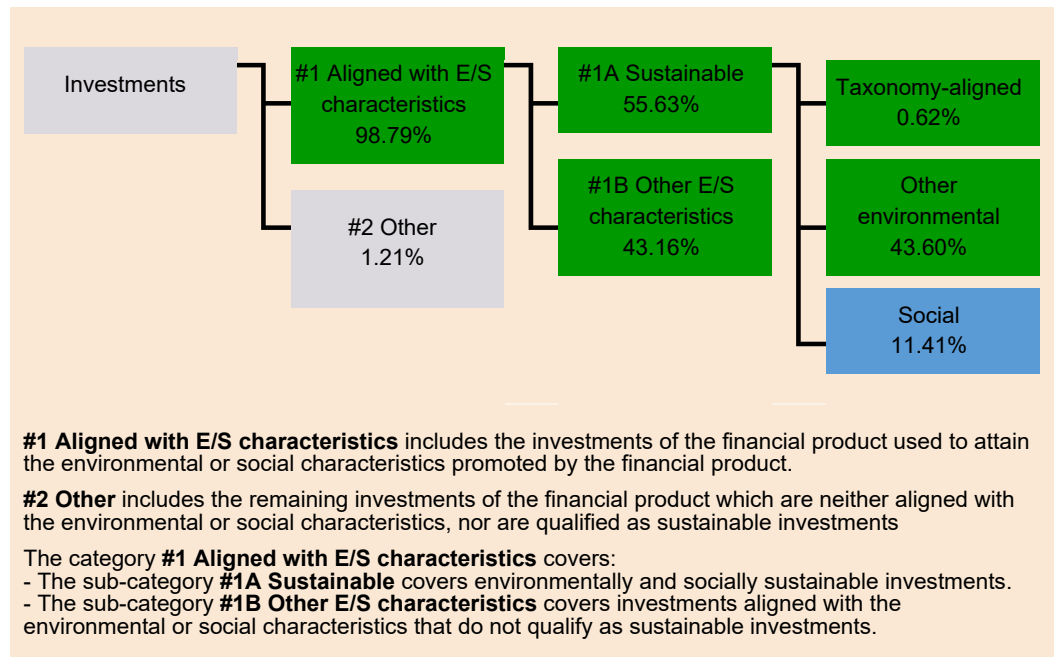 Investments
#1 Aligned with E/S
characteristics
98.79%
#2 Other
1.21%
#1A Sustainable
55.63%
#1B Other E/S
characteristics
43.16%
Taxonomy-aligned
0.62%
Other
environmental
43.60%
Social
11.41%
#1 Aligned with E/S characteristics includes the investments of the financial product used to attain
the environmental or social characteristics promoted by the financial product.
#2 Other includes the remaining investments of the financial product which are neither aligned with
the environmental or social characteristics, nor are qualified as sustainable investments
The category #1 Aligned with E/S characteristics covers:
- The sub-category #1A Sustainable covers environmentally and socially sustainable investments.
- The sub-category #1B Other E/S characteristics covers investments aligned with the
environmental or social characteristics that do not qualify as sustainable investments.